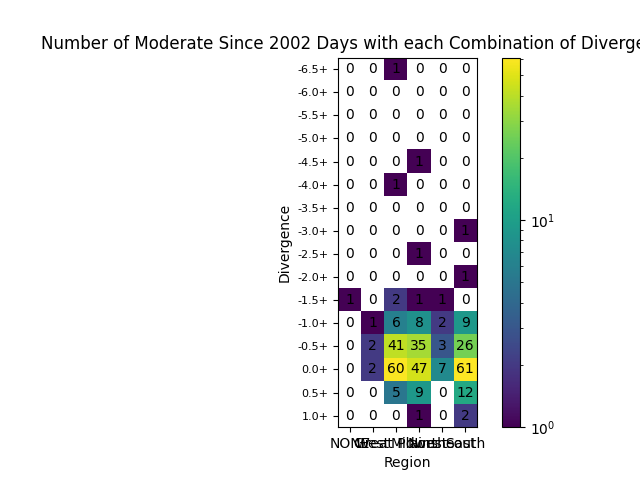 Number of Moderate Since 2002 Days with each Combination of Diverge
-6.5+ 0 0 1 0 0 0
-6.0+ 0 0 0 0 0 0
-5.5+ 0 0 0 0 0 0
-5.0+ 0 0 0 0 0 0
-4.5+ 0 0 0 1 0 0
-4.0+ 0 0 1 0 0 0
-3.5+ 0 0 0 0 0 0
-3.0+ 0 0 0 0 0 1
-2.5+ 0 0 0 1 0 0
-2.0+ 0 0 0 0 0 1
-1.5+ 1 0 2 1 1 0
-1.0+ 0 1 6 8 2 9
-0.5+ 0 2 41 35 3 26
0.0+ 0 2 60 47 7 61
0.5+ 0 0 5 9 0 12
1.0+ 0 0 0 1 0 2
Divergence
Region
10^1
10^0